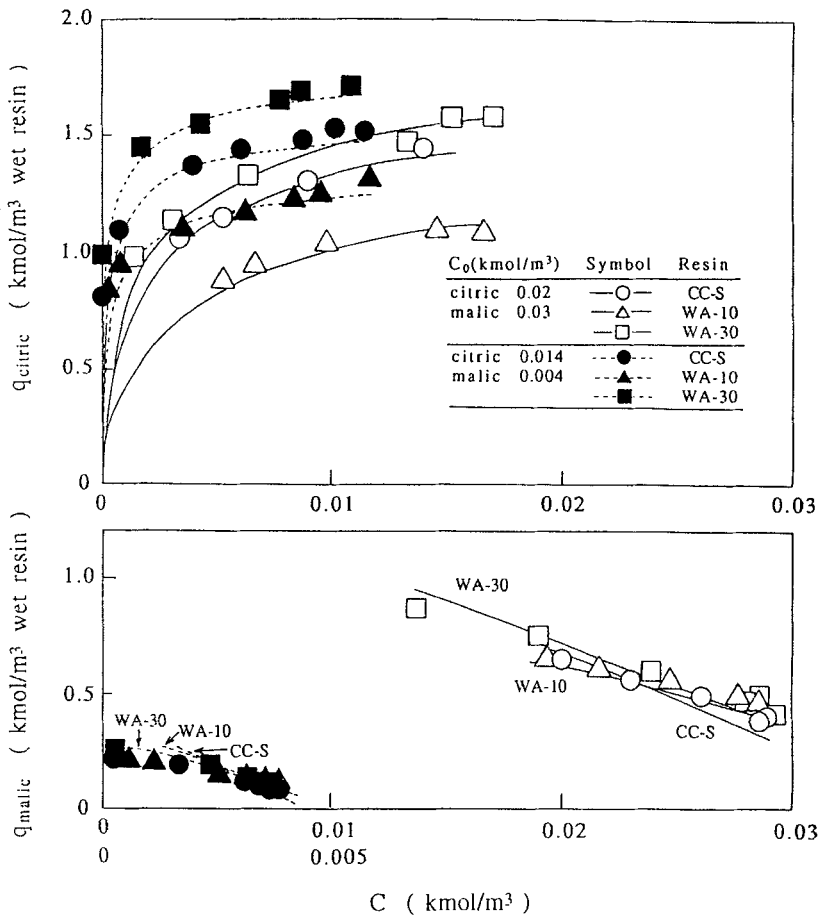 2.0
1.5
1.0
0.5
0
q citric ( kmol/m³ wet resin )
C₀(kmol/m³) Symbol Resin
citric 0.02 CC-S
malic 0.03 WA-10
WA-30
citric 0.014 CC-S
malic 0.004 WA-10
WA-30
0 0.01 0.02 0.03
1.0
0.5
0
q malic ( kmol/m³ wet resin )
WA-30
WA-10
CC-S
WA-30
WA-10
CC-S
0 0.01 0.02 0.03
0 0.005
C ( kmol/m³ )